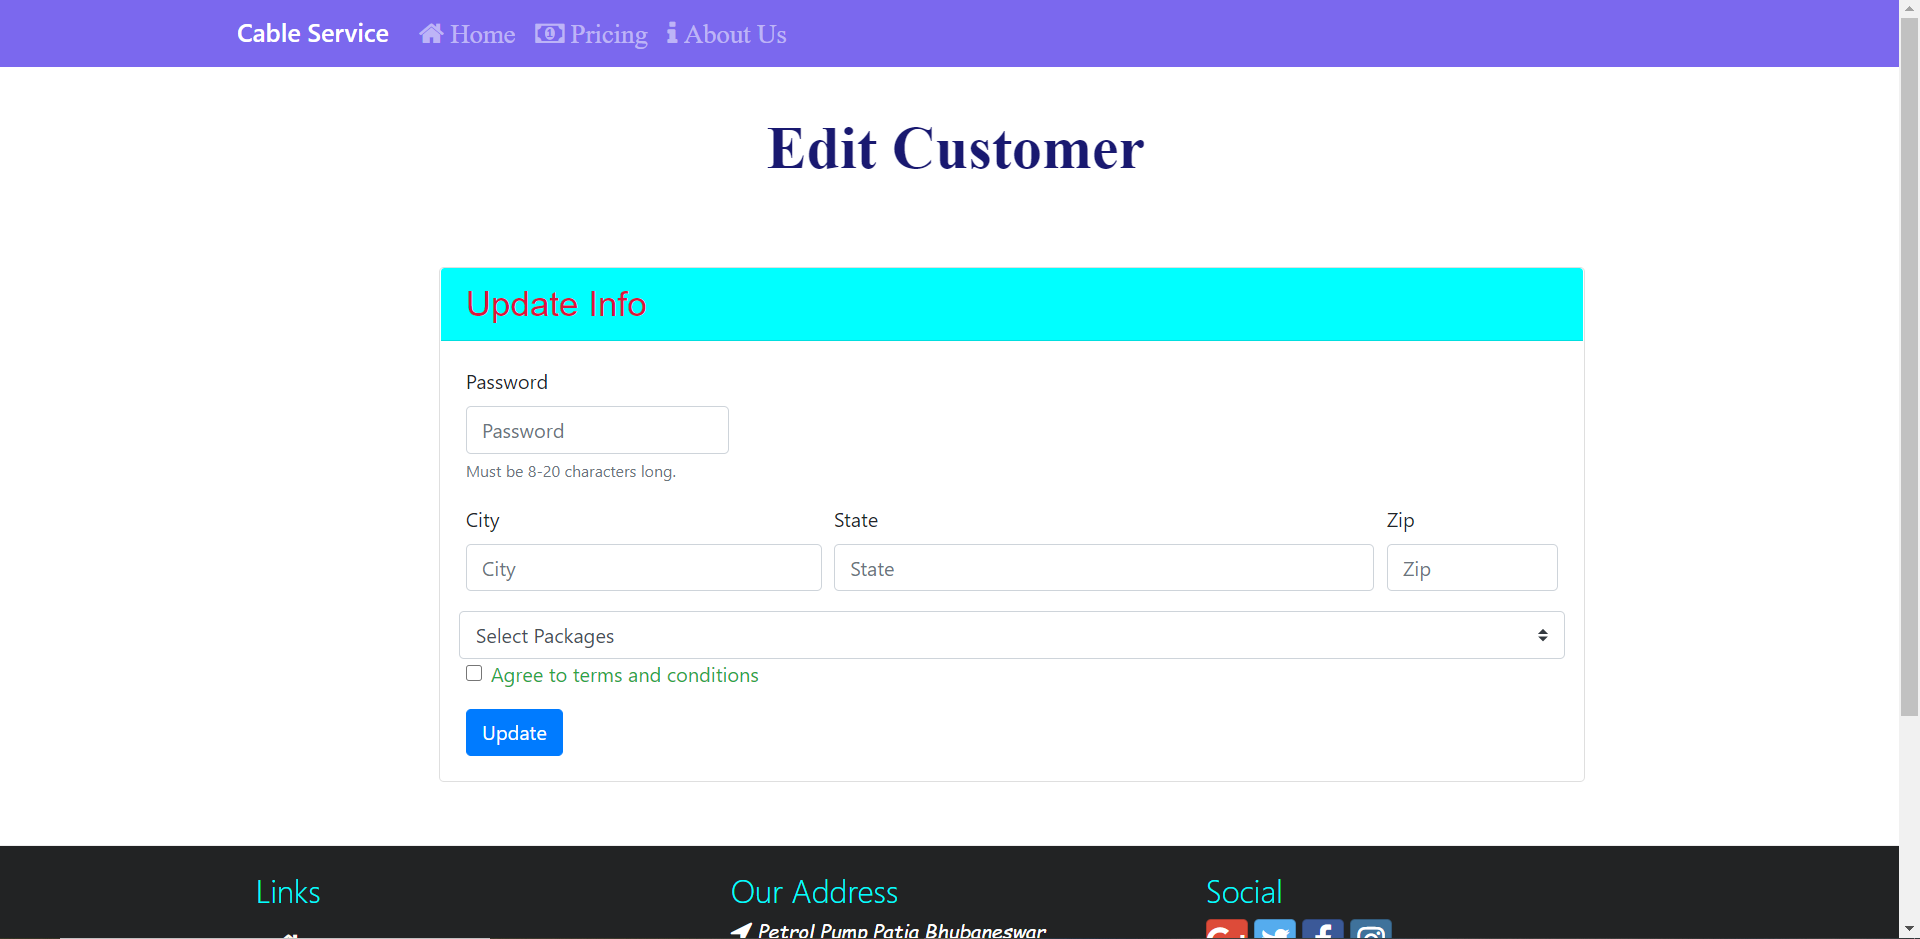 Cable Service Home Pricing About Us
Edit Customer
Update Info
Password
Password
Must be 8-20 characters long.
City State Zip
City State Zip
Select Packages
Agree to terms and conditions
Update
Links Our Address Social
Petrol Pump Patia Bhubaneswar